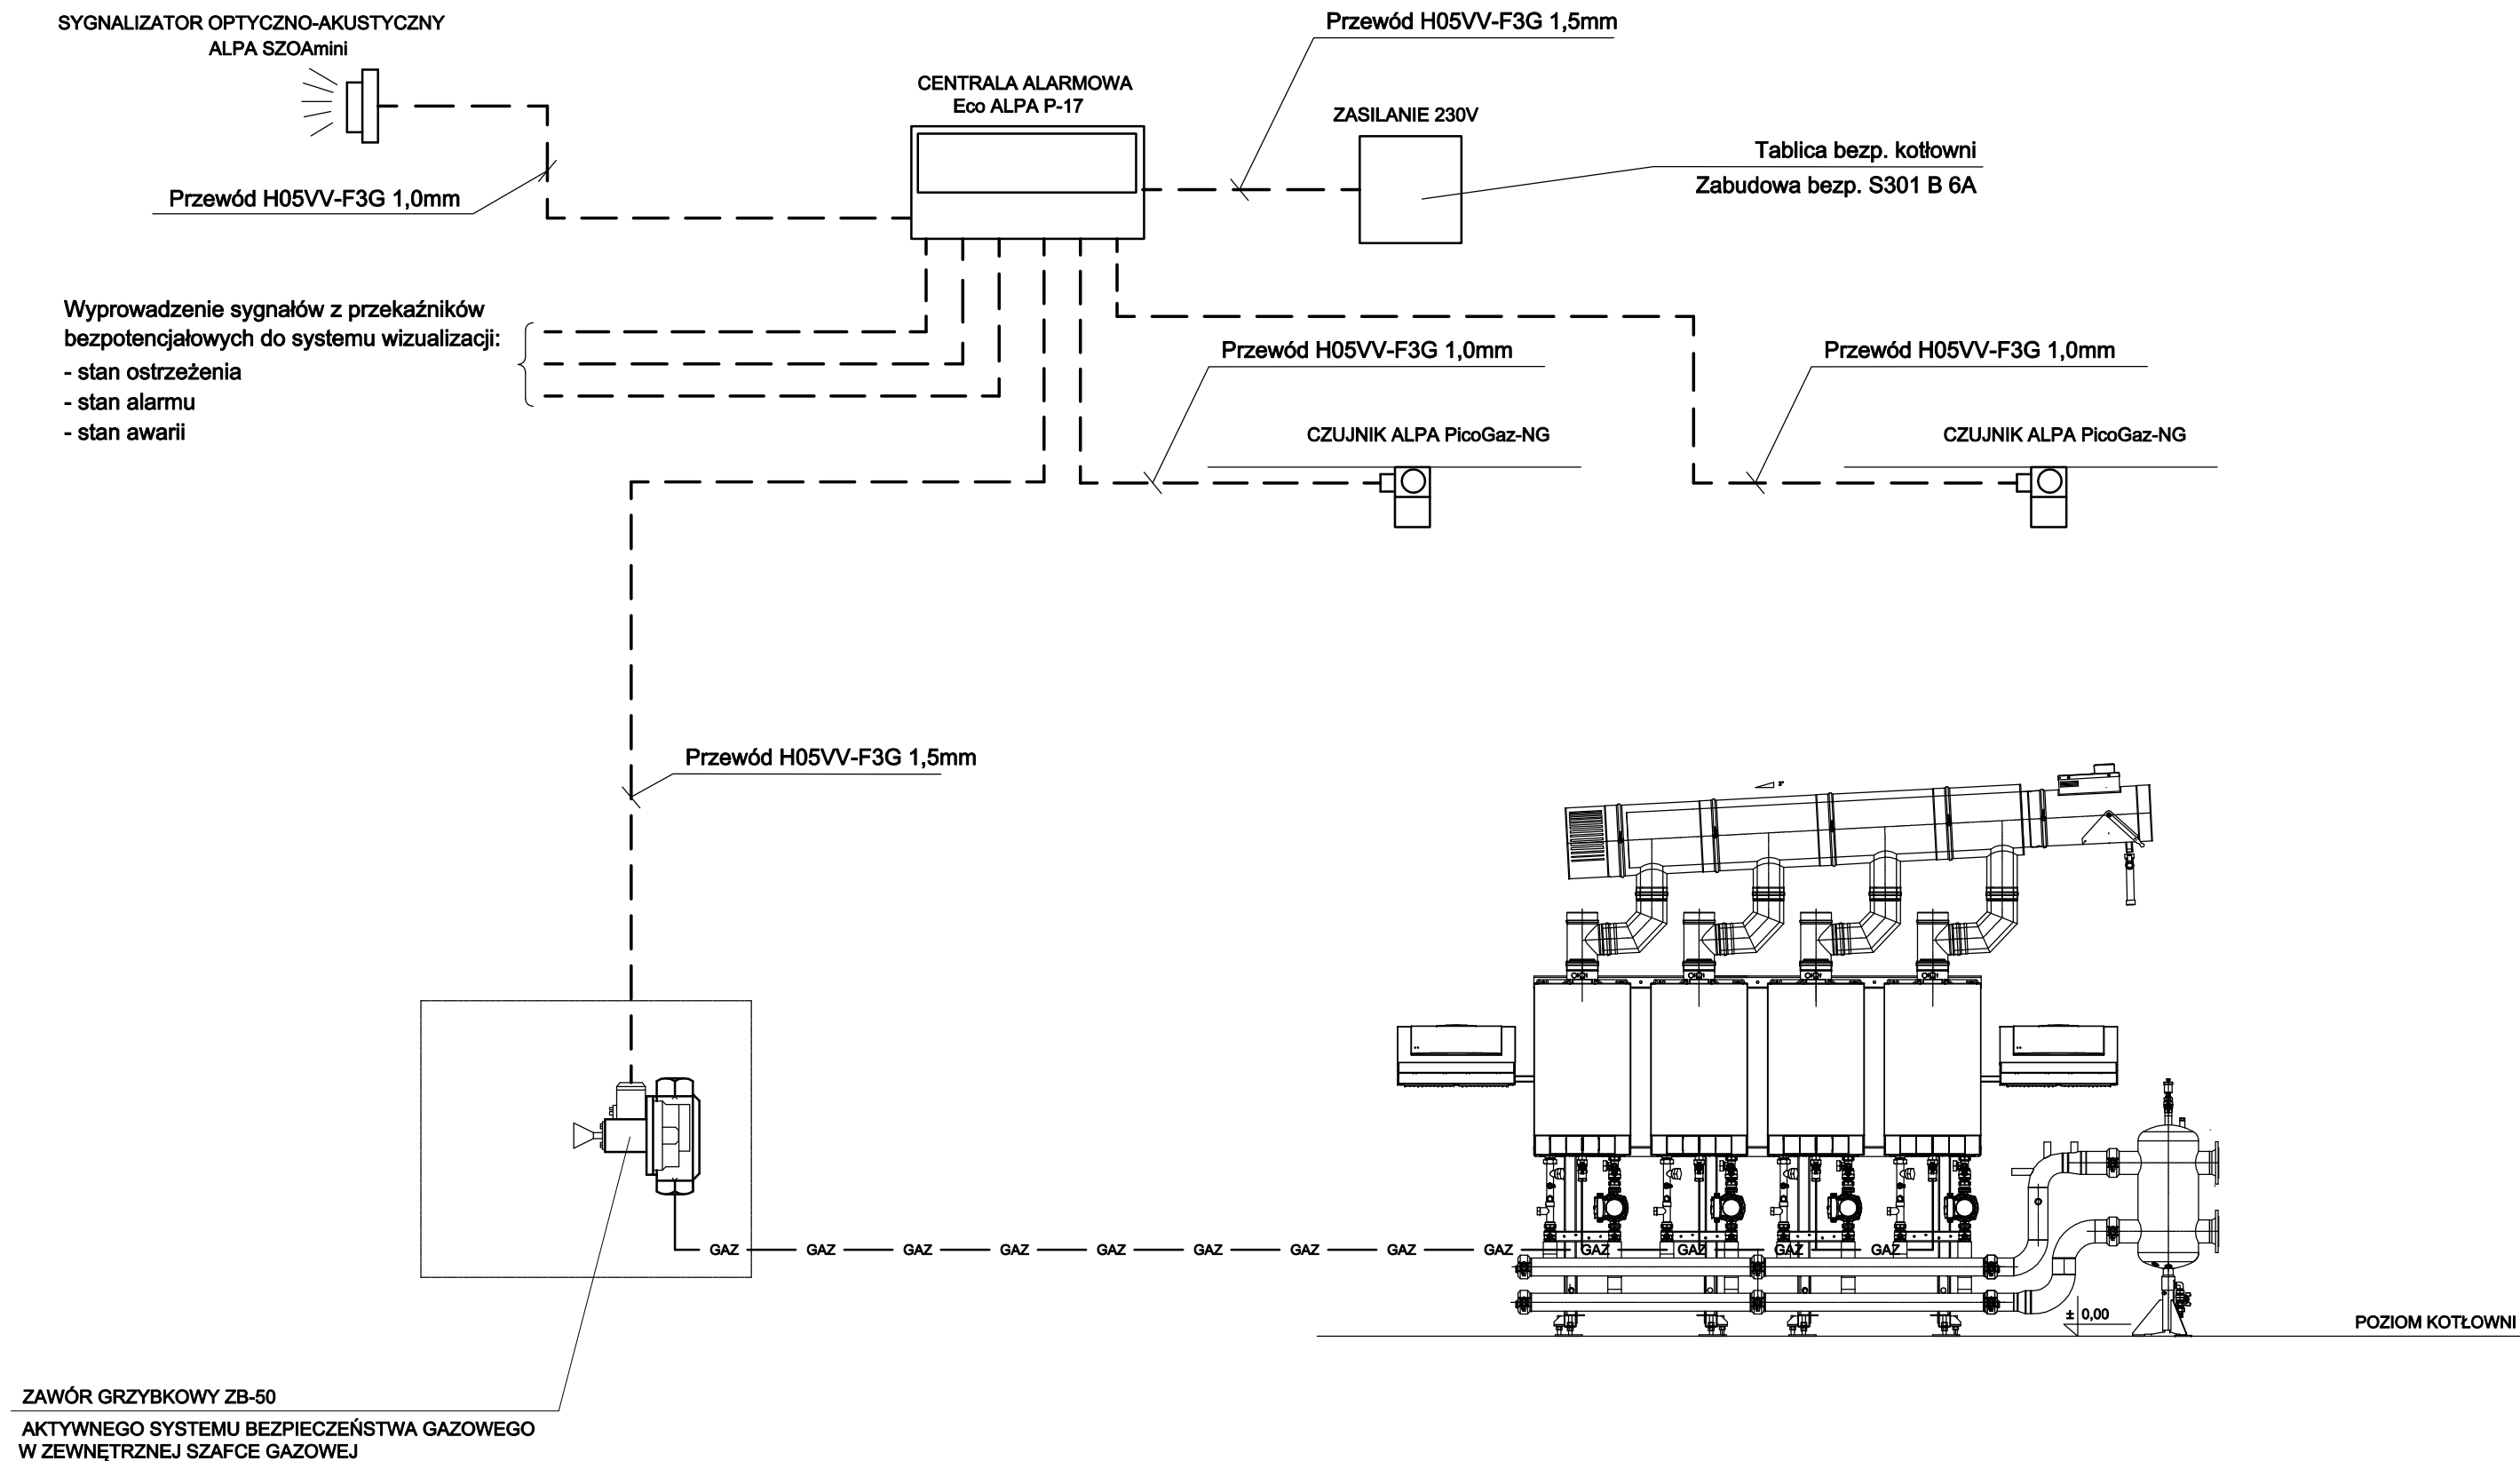 SYGNALIZATOR OPTYCZNO-AKUSTYCZNY
ALPA SZOAmini
Przewód H05VV-F3G 1,0mm
CENTRALA ALARMOWA
Eco ALPA P-17
Przewód H05VV-F3G 1,5mm
ZASILANIE 230V
Tablica bezp. kotłowni
Zabudowa bezp. S301 B 6A
Wyprowadzenie sygnałów z przekaźników
bezpotencjałowych do systemu wizualizacji:
- stan ostrzeżenia
- stan alarmu
- stan awarii
Przewód H05VV-F3G 1,0mm
CZUJNIK ALPA PicoGaz-NG
Przewód H05VV-F3G 1,0mm
CZUJNIK ALPA PicoGaz-NG
Przewód H05VV-F3G 1,5mm
3°
GAZ GAZ GAZ GAZ GAZ GAZ GAZ GAZ GAZ GAZ GAZ GAZ GAZ
± 0,00
POZIOM KOTŁOWNI
ZAWÓR GRZYBKOWY ZB-50
AKTYWNEGO SYSTEMU BEZPIECZEŃSTWA GAZOWEGO
W ZEWNĘTRZNEJ SZAFCE GAZOWEJ